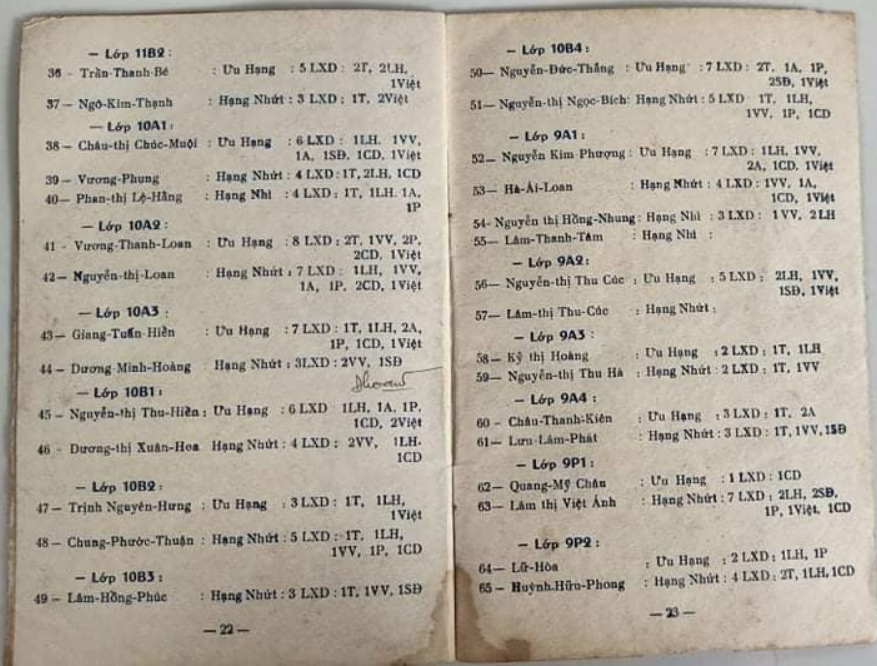 — Lớp 11B2 :
36 - Trần-Thanh-Bé : Ưu Hạng : 5 LXD : 2T, 2LH,
1Việt
37 — Ngô-Kim-Thạnh : Hạng Nhứt : 3 LXD : 1T, 2Việt
— Lớp 10A1 :
38 — Châu-thị Chúc-Muội : Ưu Hạng : 6 LXD : 1LH, 1VV,
1A, 1SĐ, 1CD, 1Việt
39 — Vương-Phụng : Hạng Nhứt : 4 LXD : 1T, 2LH, 1CD
40 — Phan-thị Lệ-Hằng : Hạng Nhì : 4 LXD : 1T, 1LH. 1A,
1P
— Lớp 10A2 :
41 - Vương-Thanh-Loan : Ưu Hạng : 8 LXD : 2T, 1VV, 2P,
2CD, 1Việt
42 — Nguyễn-thị-Loan : Hạng Nhứt : 7 LXD : 1LH, 1VV,
1A, 1P. 2CD, 1Việt
— Lớp 10A3 :
43 — Giang-Tuấn-Hiền : Ưu Hạng : 7 LXD : 1T, 1LH, 2A,
1P, 1CD, 1Việt
44 — Dương-Minh-Hoàng Hạng Nhứt : 3LXD : 2VV, 1SĐ
— Lớp 10B1 :
45 - Nguyễn-thị Thu-Hiền : Ưu Hạng : 6 LXD 1LH, 1A, 1P,
1CD, 2Việt
46 - Dương-thị Xuân-Hoa Hạng Nhứt : 4 LXD : 2VV, 1LH.
1CD
— Lớp 10B2 :
47 — Trịnh Nguyên-Hưng : Ưu Hạng : 3 LXD : 1T, 1LH,
1Việt
48 — Chung-Phước-Thuận : Hạng Nhứt : 5 LXD : 1T, 1LH,
1VV, 1P, 1CD
— Lớp 10B3 :
49 — Lâm-Hồng-Phúc : Hạng Nhứt : 3 LXD : 1T, 1VV, 1SĐ
— 22 —
— Lớp 10B4 :
50— Nguyễn-Đức-Thắng : Ưu Hạng : 7 LXD : 2T, 1A, 1P,
2SĐ, 1Việt
51— Nguyễn-thị Ngọc-Bích: Hạng Nhứt : 5 LXD 1T, 1LH,
1VV, 1P, 1CD
— Lớp 9A1 :
52— Nguyễn Kim-Phượng : Ưu Hạng : 7 LXD : 1LH, 1VV,
2A, 1CD, 1Việt
53— Hà-Ái-Loan : Hạng Nhứt : 4 LXD : 1VV, 1A,
1CD, 1Việt
54- Nguyễn thị Hồng-Nhung: Hạng Nhì : 3 LXD : 1 VV, 2 LH
55— Lâm-Thanh-Tâm : Hạng Nhì :
— Lớp 9A2 :
56— Nguyễn-thị Thu Cúc : Ưu Hạng : 5 LXD : 2LH, 1VV,
1SĐ, 1Việt
57— Lâm-thị Thu-Cúc : Hạng Nhứt :
— Lớp 9A3 :
58 — Kỷ thị Hoàng : Ưu Hạng : 2 LXD : 1T, 1LH
59— Nguyễn-thị Thu Hà : Hạng Nhứt : 2 LXD : 1T, 1VV
— Lớp 9A4 :
60 - Châu-Thanh-Kiên : Ưu Hạng : 3 LXD : 1T, 2A
61— Lưu-Lâm-Phát : Hạng Nhứt : 3 LXD : 1T, 1VV, 1SĐ
— Lớp 9P1 :
62— Quang-Mỹ Chân : Ưu Hạng : 1 LXD : 1CD
63— Lâm thị Việt Ánh : Hạng Nhứt : 7 LXD : 2LH, 2SĐ,
1P, 1Việt, 1CD
— Lớp 9P2 :
64— Lữ-Hòa : Ưu Hạng : 2 LXD : 1LH, 1P
65— Huỳnh-Hữu-Phong : Hạng Nhứt : 4 LXD : 2T, 1LH, 1CD
— 23 —